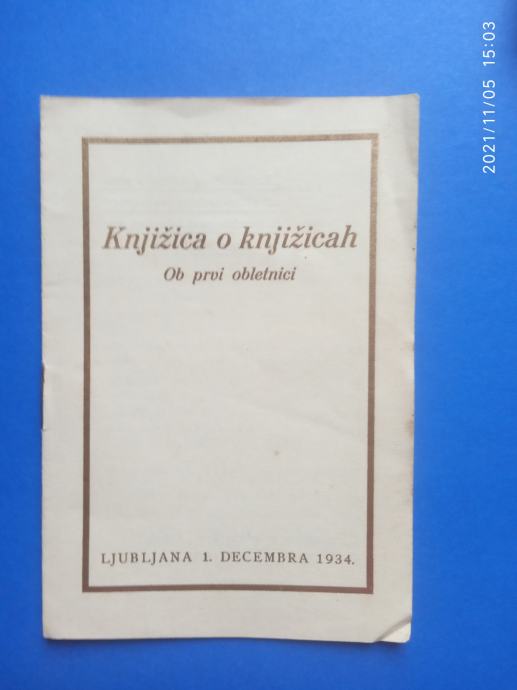 Knjižica o knjižicah
Ob prvi obletnici
LJUBLJANA 1. DECEMBRA 1934.
2021/11/05 15:03